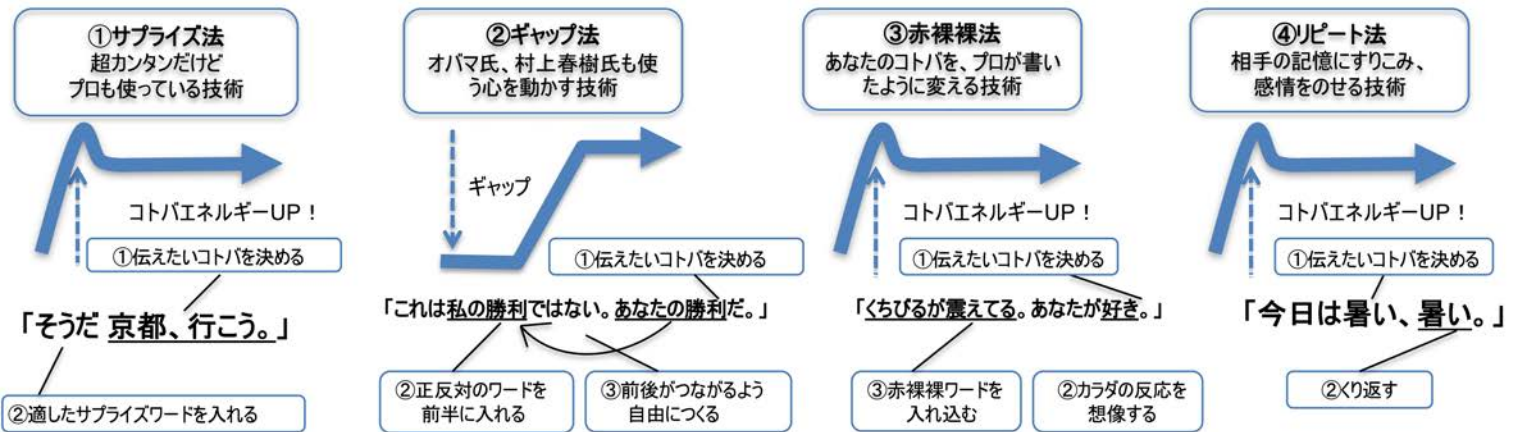 ①サプライズ法
超カンタンだけど
プロも使っている技術
コトバエネルギーUP！
①伝えたいコトバを決める
「そうだ 京都、行こう。」
②適したサプライズワードを入れる
②ギャップ法
オバマ氏、村上春樹氏も使
う心を動かす技術
ギャップ
①伝えたいコトバを決める
「これは私の勝利ではない。あなたの勝利だ。」
②正反対のワードを
前半に入れる
③前後がつながるよう
自由につくる
③赤裸裸法
あなたのコトバを、プロが書い
たように変える技術
コトバエネルギーUP！
①伝えたいコトバを決める
「くちびるが震えてる。あなたが好き。」
③赤裸裸ワードを
入れ込む
②カラダの反応を
想像する
④リピート法
相手の記憶にすりこみ、
感情をのせる技術
コトバエネルギーUP！
①伝えたいコトバを決める
「今日は暑い、暑い。」
②くり返す